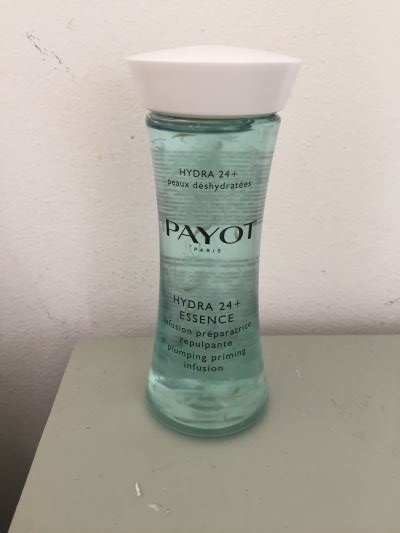 HYDRA 24+
peaux déshydratées
PAYOT
PARIS
HYDRA 24+
ESSENCE
infusion préparatrice
repulpante
plumping priming
infusion